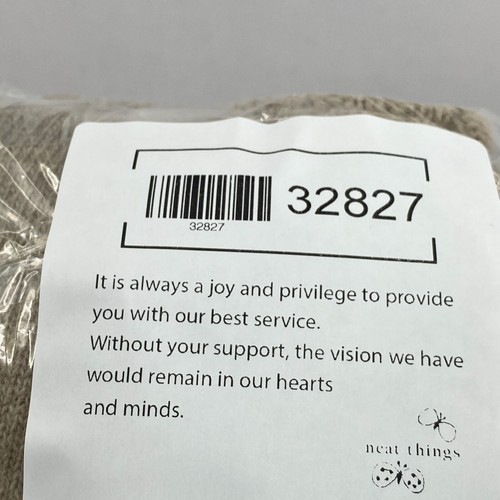 32827
32827
It is always a joy and privilege to provide
you with our best service.
Without your support, the vision we have
would remain in our hearts
and minds.
neat things